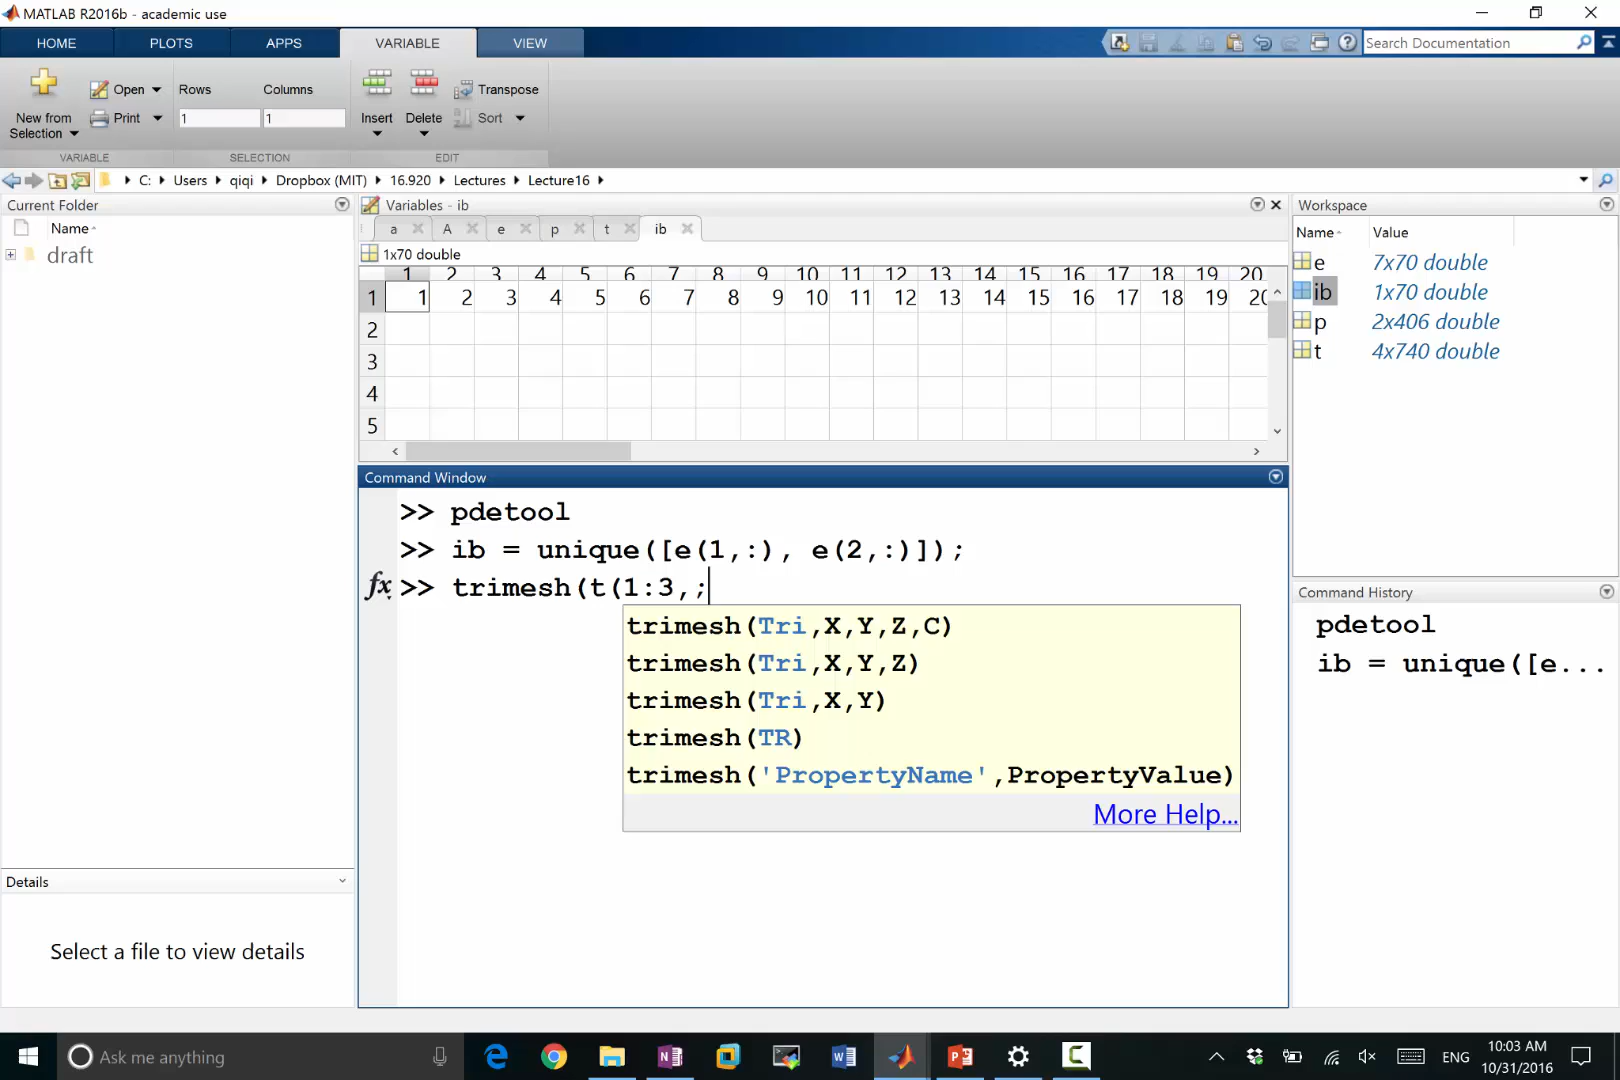 MATLAB R2016b - academic use
HOME PLOTS APPS VARIABLE VIEW
Search Documentation
New from Selection
Open
Print
Rows Columns
1 1
Insert
Delete
Transpose
Sort
VARIABLE SELECTION EDIT
C: Users qiqi Dropbox (MIT) 16.920 Lectures Lecture16
Current Folder
Name
draft
Details
Select a file to view details
Variables - ib
a A e p t ib
1x70 double
1 2 3 4 5 6 7 8 9 10 11 12 13 14 15 16 17 18 19 20
1 1 2 3 4 5 6 7 8 9 10 11 12 13 14 15 16 17 18 19 20
2
3
4
5
Command Window
>> pdetool
>> ib = unique([e(1,:), e(2,:)]);
fx >> trimesh(t(1:3,;
trimesh(Tri,X,Y,Z,C)
trimesh(Tri,X,Y,Z)
trimesh(Tri,X,Y)
trimesh(TR)
trimesh('PropertyName',PropertyValue)
More Help...
Workspace
Name Value
e 7x70 double
ib 1x70 double
p 2x406 double
t 4x740 double
Command History
pdetool
ib = unique([e...
Ask me anything
ENG
10:03 AM
10/31/2016